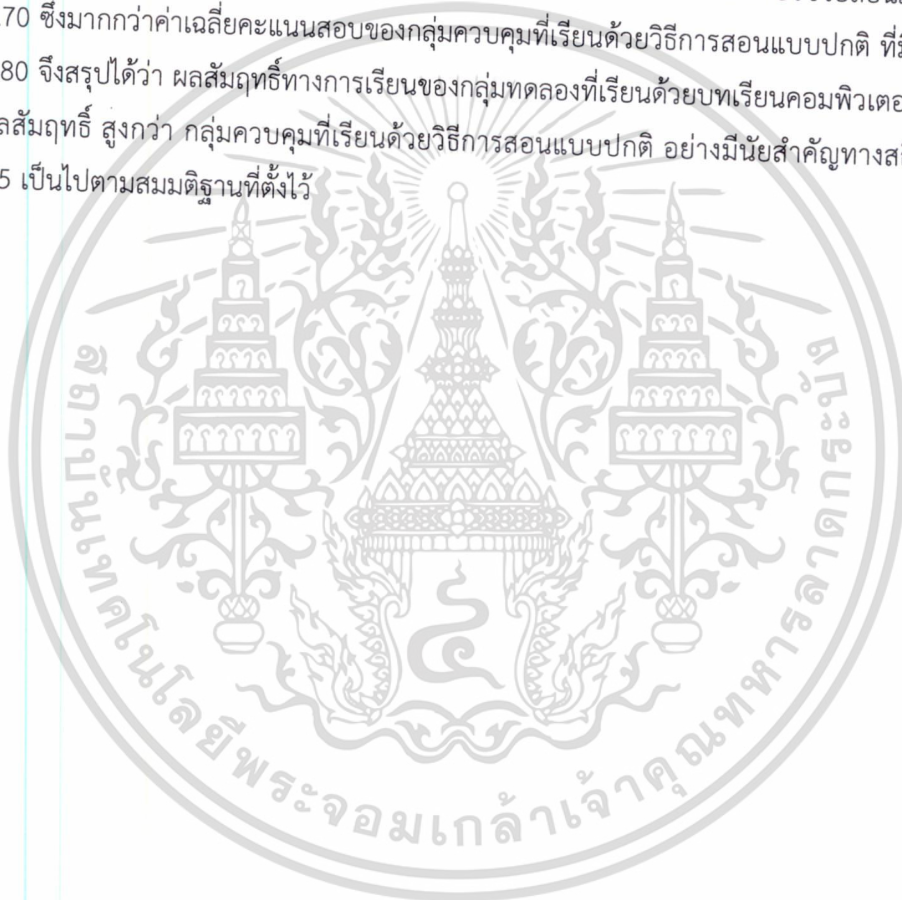 .70 ซึ่งมากกว่าค่าเฉลี่ยคะแนนสอบของกลุ่มควบคุมที่เรียนด้วยวิธีการสอนแบบปกติ
80 จึงสรุปได้ว่า ผลสัมฤทธิ์ทางการเรียนของกลุ่มทดลองที่เรียนด้วยบทเรียนคอมพิวเตอ
ลสัมฤทธิ์ สูงกว่า กลุ่มควบคุมที่เรียนด้วยวิธีการสอนแบบปกติ อย่างมีนัยสำคัญทาง
5 เป็นไปตามสมมติฐานที่ตั้งไว้
สถาบันเทคโนโลยีพระจอมเกล้าเจ้าคุณทหารลาดกระบัง
๔